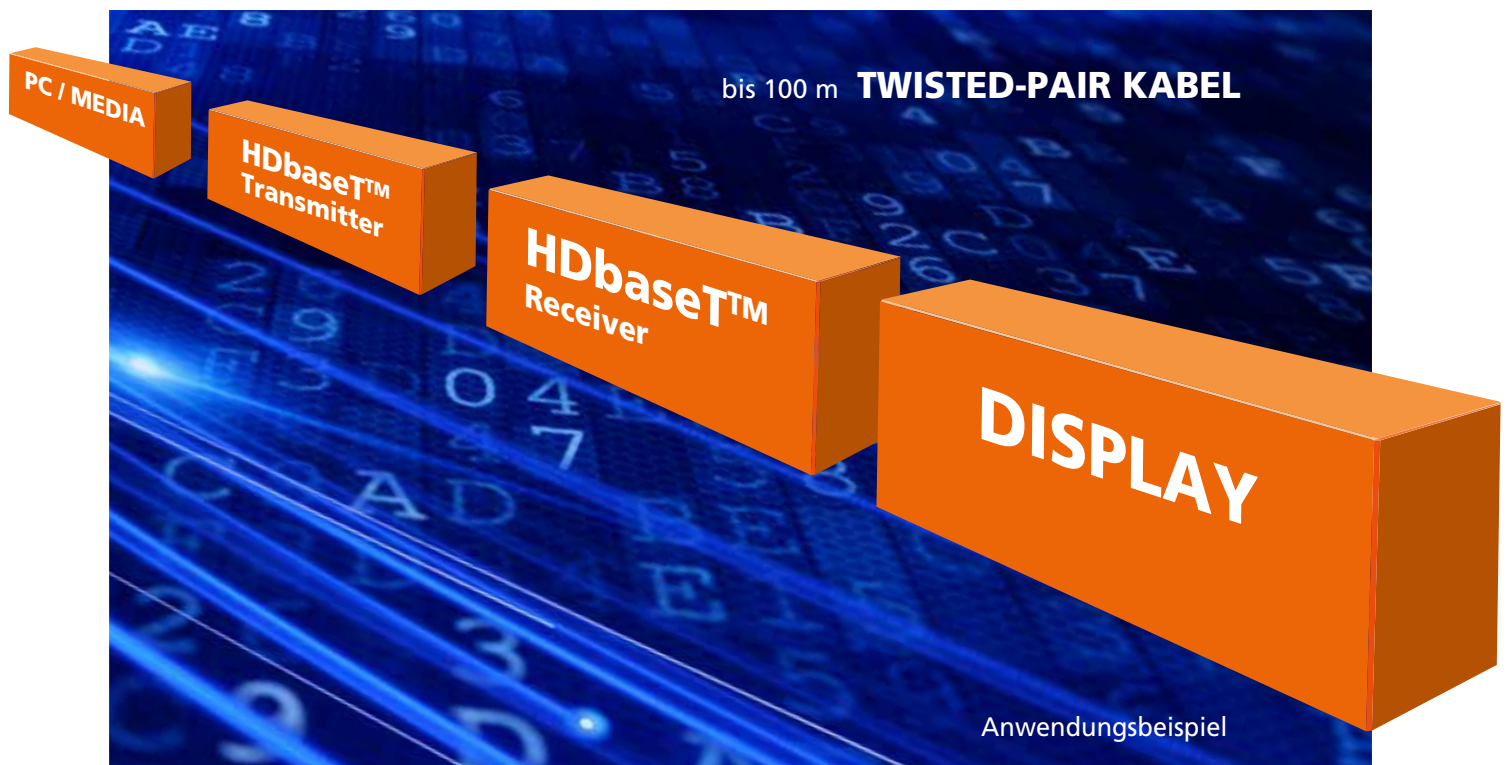 bis 100 m TWISTED-PAIR KABEL
PC / MEDIA
HDbaseT™
Transmitter
HDbaseT™
Receiver
DISPLAY
Anwendungsbeispiel